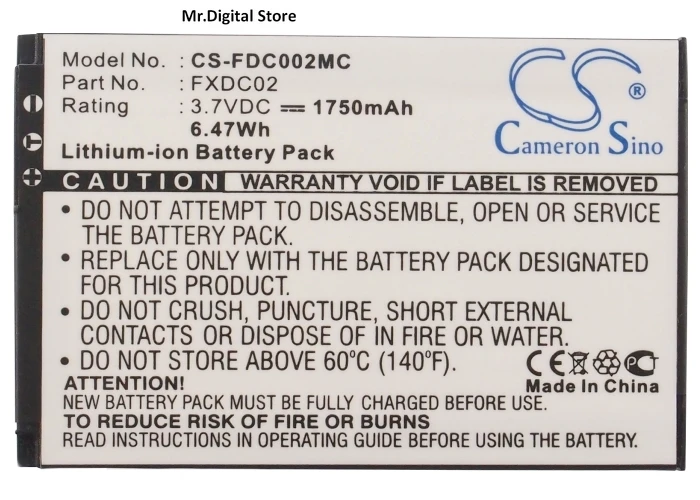 Mr.Digital Store
Model No. : CS-FDC002MC
Part No. : FXDC02
Rating : 3.7VDC ⎓ 1750mAh
6.47Wh
Lithium-ion Battery Pack
CS ®
Cameron Sino
CAUTION WARRANTY VOID IF LABEL IS REMOVED
• DO NOT ATTEMPT TO DISASSEMBLE, OPEN OR SERVICE
THE BATTERY PACK.
• REPLACE ONLY WITH THE BATTERY PACK DESIGNATED
FOR THIS EQUIPMENT.
• DO NOT CRUSH, PUNCTURE, SHORT EXTERNAL
CONTACTS OR DISPOSE OF IN FIRE OR WATER.
• DO NOT STORE ABOVE 60°C (140°F).
CE
Made In China
ATTENTION!
NEW BATTERY PACK MUST BE FULLY CHARGED BEFORE USE.
TO REDUCE RISK OF FIRE OR BURNS
READ INSTRUCTIONS IN OPERATING GUIDE BEFORE BATTERY USE.